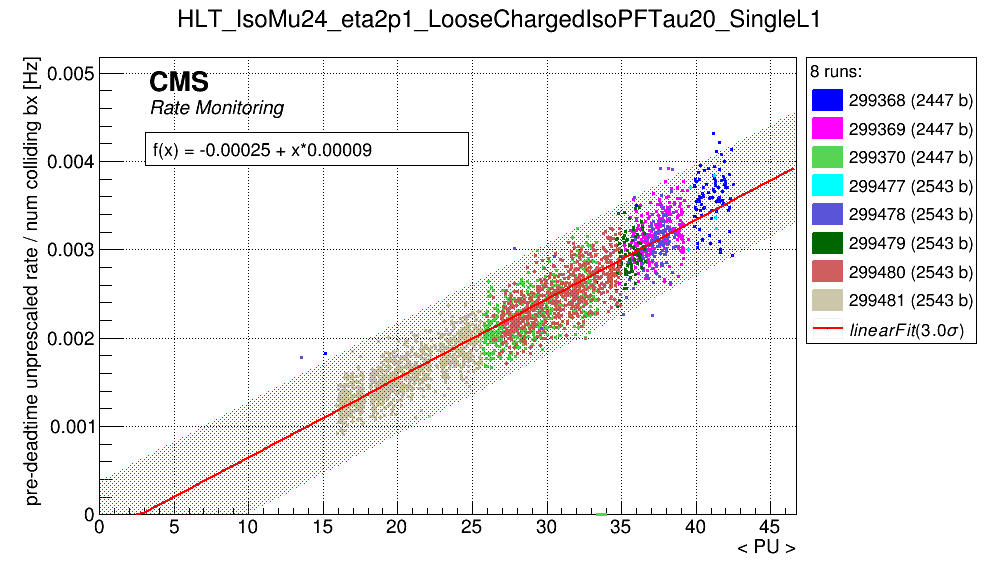 HLT_IsoMu24_eta2p1_LooseChargedIsoPFTau20_SingleL1
pre-deadtime unprescaled rate / num colliding bx [Hz]
0.005
0.004
0.003
0.002
0.001
0
CMS
Rate Monitoring
f(x) = -0.00025 + x*0.00009
0 5 10 15 20 25 30 35 40 45
< PU >
8 runs:
299368 (2447 b)
299369 (2447 b)
299370 (2447 b)
299477 (2543 b)
299478 (2543 b)
299479 (2543 b)
299480 (2543 b)
299481 (2543 b)
linearFit(3.0σ)